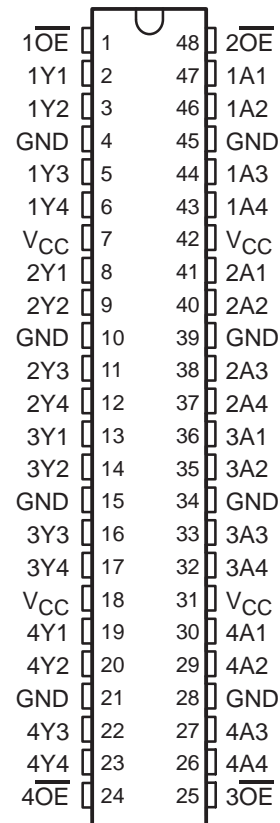 1O̅E̅ 1 48 2O̅E̅
1Y1 2 47 1A1
1Y2 3 46 1A2
GND 4 45 GND
1Y3 5 44 1A3
1Y4 6 43 1A4
VCC 7 42 VCC
2Y1 8 41 2A1
2Y2 9 40 2A2
GND 10 39 GND
2Y3 11 38 2A3
2Y4 12 37 2A4
3Y1 13 36 3A1
3Y2 14 35 3A2
GND 15 34 GND
3Y3 16 33 3A3
3Y4 17 32 3A4
VCC 18 31 VCC
4Y1 19 30 4A1
4Y2 20 29 4A2
GND 21 28 GND
4Y3 22 27 4A3
4Y4 23 26 4A4
4O̅E̅ 24 25 3O̅E̅